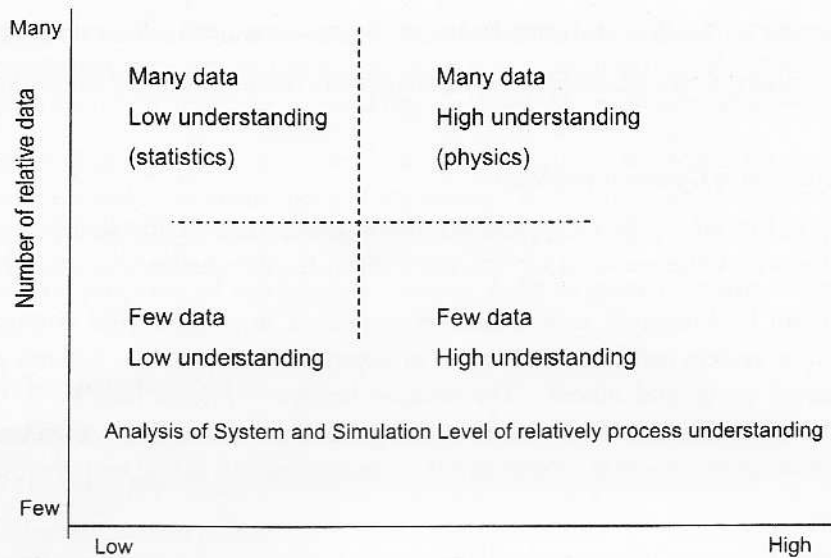 Many
Number of relative data
Many data
Low understanding
(statistics)
Many data
High understanding
(physics)
Few data
Low understanding
Few data
High understanding
Analysis of System and Simulation Level of relatively process understanding
Few
Low
High